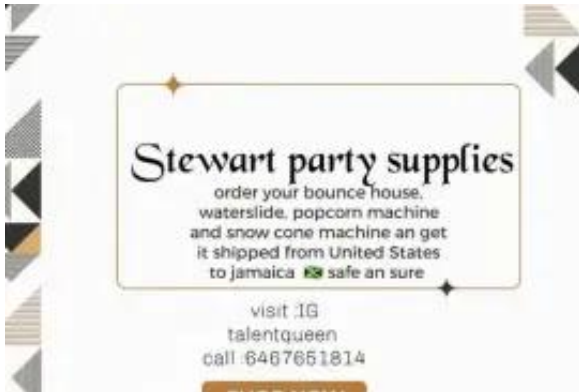 Stewart party supplies
order your bounce house,
waterslide, popcorn machine
and snow cone machine an get
it shipped from United States
to jamaica 🇯🇲 safe an sure
visit :IG
talentqueen
call :6467651814